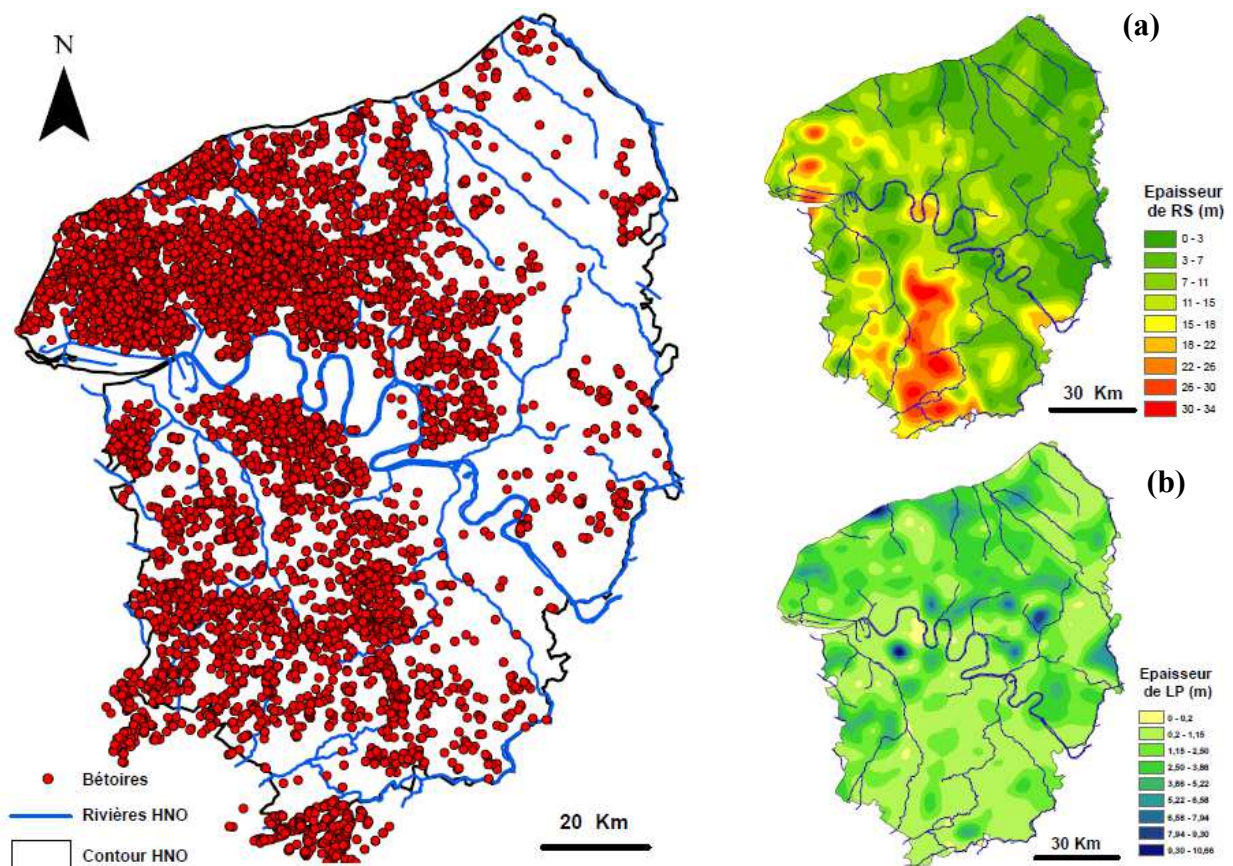 N
Bétoires
Rivières HNO
Contour HNO
20 Km
(a)
Epaisseur
de RS (m)
0 - 3
3 - 7
7 - 11
11 - 15
15 - 18
18 - 22
22 - 26
26 - 30
30 - 34
30 Km
(b)
Epaisseur
de LP (m)
0 - 0,2
0,2 - 1,15
1,15 - 2,50
2,50 - 3,86
3,86 - 5,22
5,22 - 6,58
6,58 - 7,94
7,94 - 9,30
9,30 - 10,66
30 Km